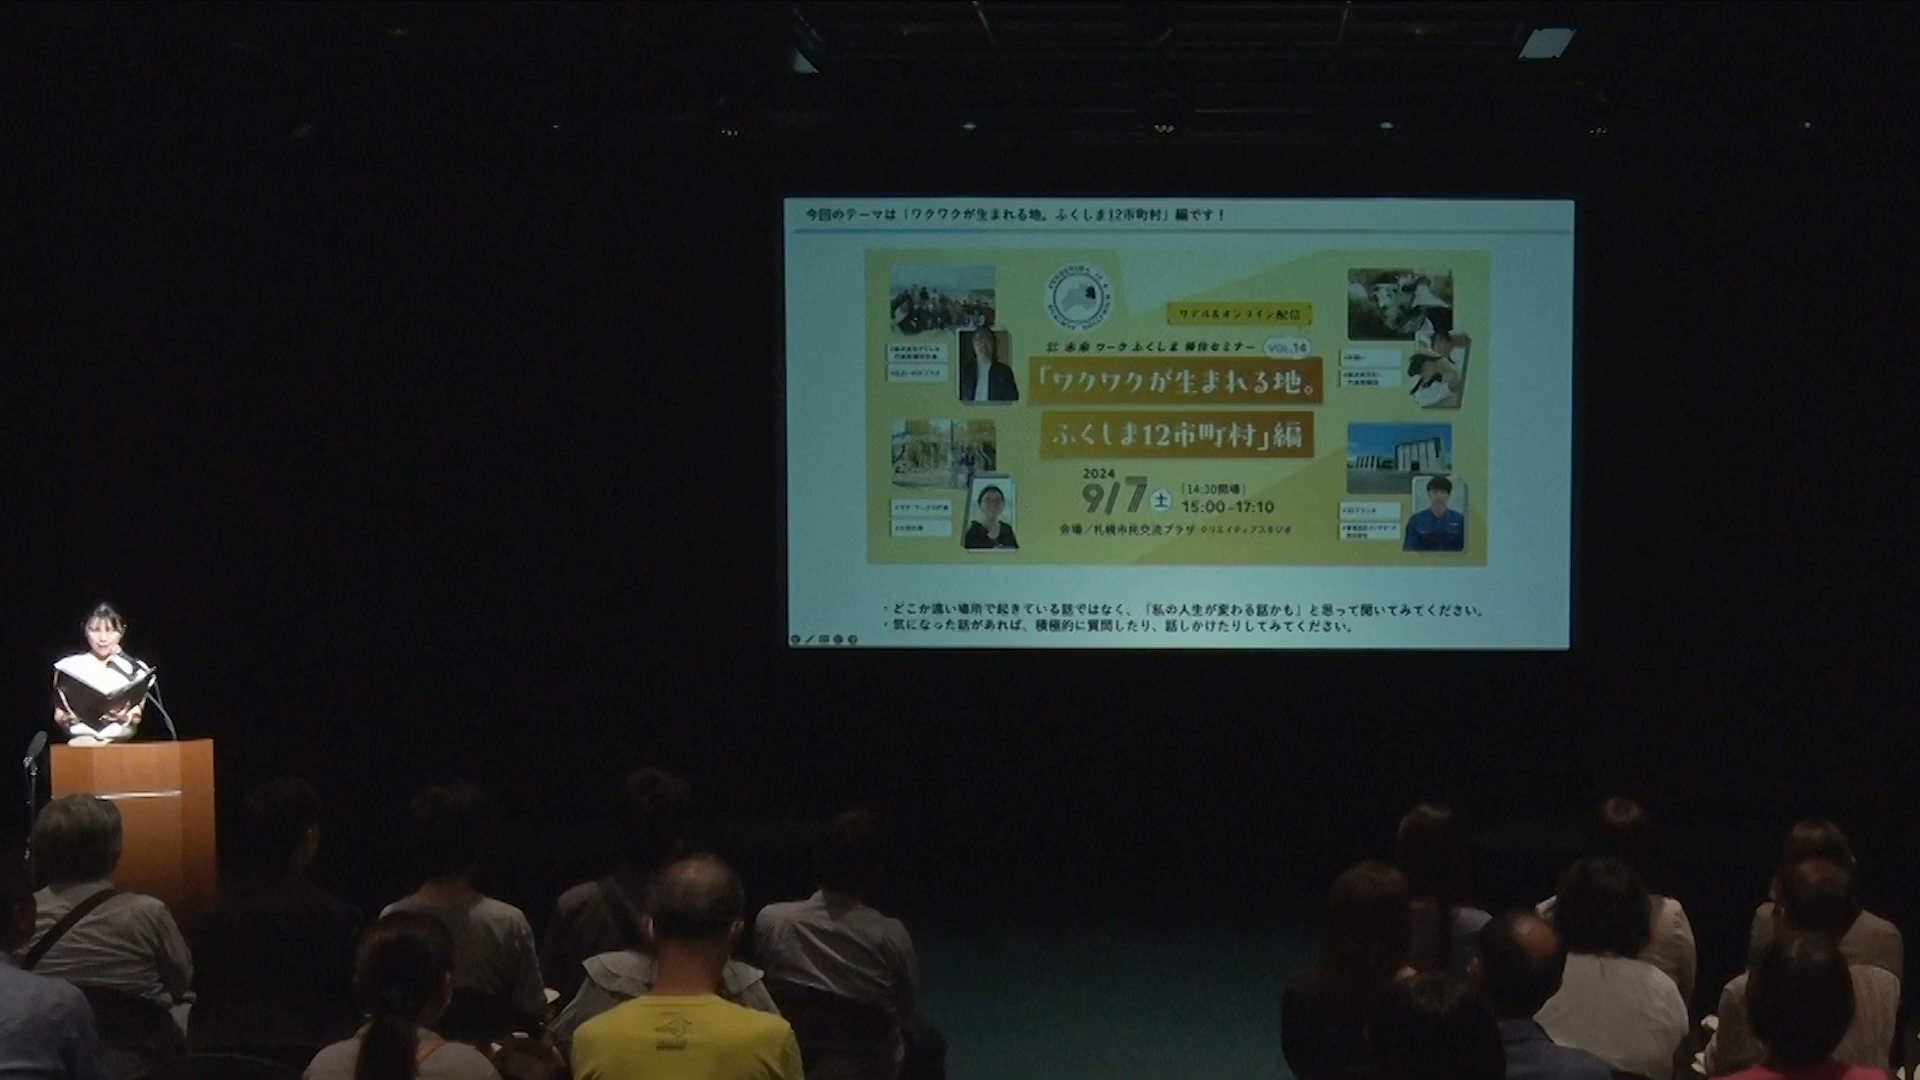 今回のテーマは「ワクワクが生まれる地。ふくしま12市町村」編です！
リアル&オンライン配信
未来ワークふくしま 移住セミナー VOL.14
「ワクワクが生まれる地。
ふくしま12市町村」編
2024
9/7 土 [14:30開場]
15:00-17:10
会場／札幌市民交流プラザ クリエイティブスタジオ
・どこか遠い場所で起きている話ではなく、「私の人生が変わる話かも」と思って聞いてみてください。
・気になった話があれば、積極的に質問したり、話しかけたりしてみてください。